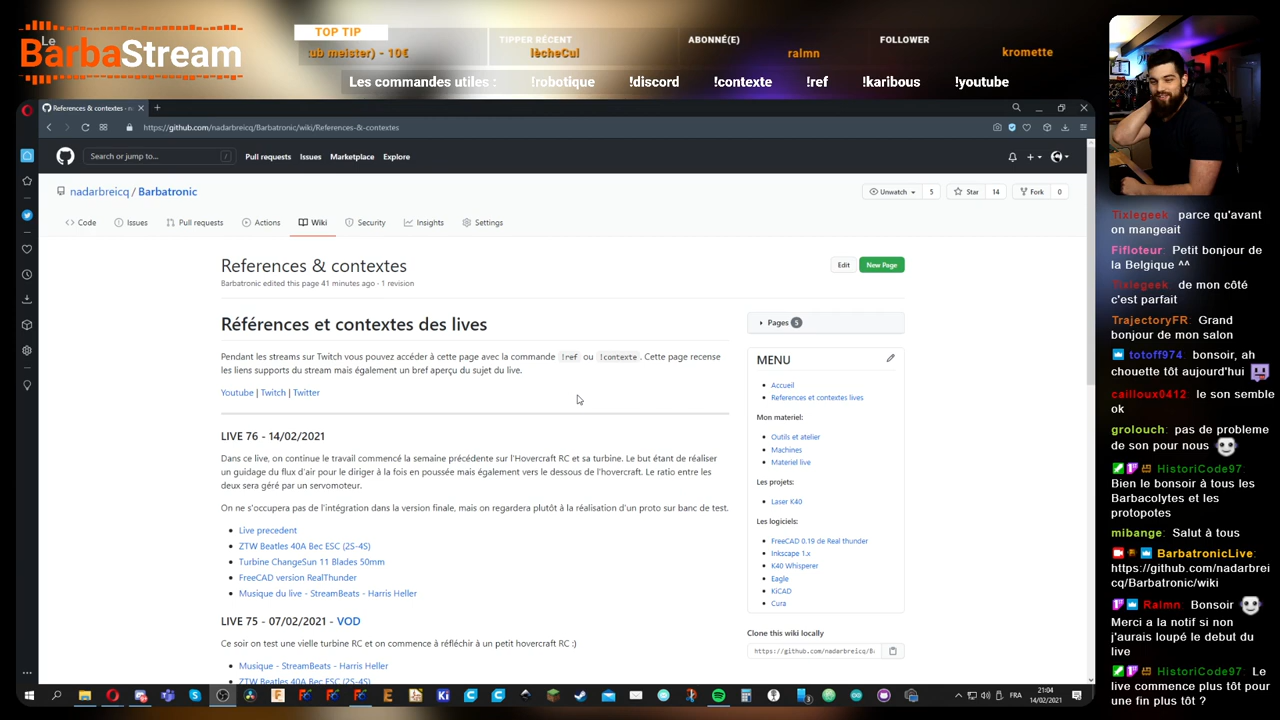 Le
BarbaStream
TOP TIP
:ub meister) - 10€
TIPPER RÉCENT
lècheCul
ABONNÉ(E)
ralmn
FOLLOWER
kromette
Les commandes utiles : !robotique !discord !contexte !ref !karibous !youtube
References & contextes - n
https://github.com/nadarbreicq/Barbatronic/wiki/References-&-contextes
Search or jump to... /
Pull requests Issues Marketplace Explore
nadarbreicq / Barbatronic
Unwatch 5 Star 14 Fork 0
Code Issues Pull requests Actions Wiki Security Insights Settings
References & contextes
Edit New Page
Barbatronic edited this page 41 minutes ago · 1 revision
Références et contextes des lives
Pendant les streams sur Twitch vous pouvez accéder à cette page avec la commande !ref ou !contexte. Cette page recense
les liens supports du stream mais également un bref aperçu du sujet du live.
Youtube | Twitch | Twitter
LIVE 76 - 14/02/2021
Dans ce live, on continue le travail commencé la semaine précédente sur l'Hovercraft RC et sa turbine. Le but étant de réaliser
un guidage du flux d'air pour le diriger à la fois en poussée mais également vers le dessous de l'hovercraft. Le ratio entre les
deux sera géré par un servomoteur.
On ne s'occupera pas de l'intégration dans la version finale, mais on regardera plutôt à la réalisation d'un proto sur banc de test.
Live precedent
ZTW Beatles 40A Bec ESC (2S-4S)
Turbine ChangeSun 11 Blades 50mm
FreeCAD version RealThunder
Musique du live - StreamBeats - Harris Heller
LIVE 75 - 07/02/2021 - VOD
Ce soir on test une vielle turbine RC et on commence à réfléchir à un petit hovercraft RC :)
Musique - StreamBeats - Harris Heller
ZTW Beatles 40A Bec ESC (2S-4S)
Pages 5
MENU
Accueil
References et contextes lives
Mon materiel:
Outils et atelier
Machines
Materiel live
Les projets:
Laser K40
Les logiciels:
FreeCAD 0.19 de Real thunder
Inkscape 1.x
K40 Whisperer
Eagle
KiCAD
Cura
Clone this wiki locally
https://github.com/nadarbreicq/Ba
Tixiegeek: parce qu'avant
on mangeait
Fifloteur: Petit bonjour de
la Belgique ^^
Tixiegeek: de mon côté
c'est parfait
TrajectoryFR: Grand
bonjour de mon salon
totoff974: bonsoir, ah
chouette tôt aujourd'hui
cailloux0412: le son semble
ok
grolouch: pas de probleme
de son pour nous
HistoriCode97:
Bien le bonsoir à tous les
Barbacolytes et les
protopotes
mibange: Salut à tous
BarbatronicLive:
https://github.com/nadarbrei
cq/Barbatronic/wiki
Ralmn: Bonsoir
Merci a la notif si non
j'aurais loupé le debut du
live
HistoriCode97: Le
live commence plus tôt pour
une fin plus tôt ?
FR
21:04
14/02/2021